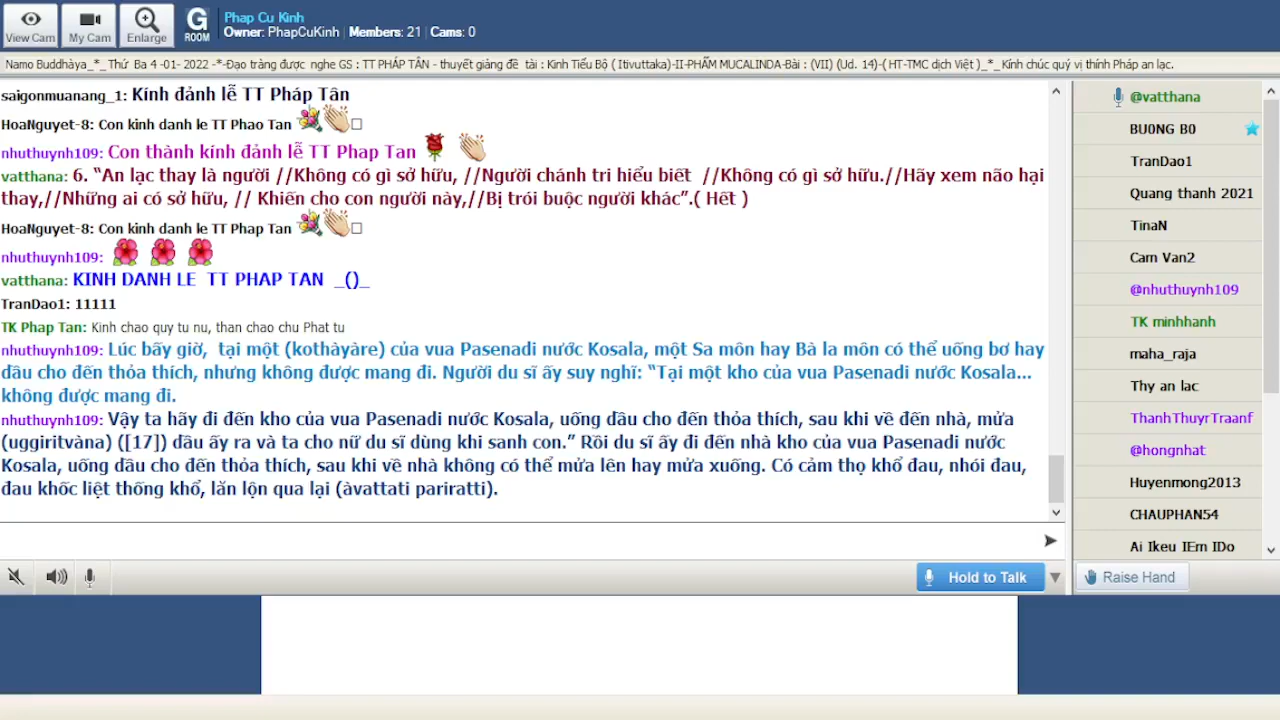 View Cam
My Cam
Enlarge
G
ROOM
Phap Cu Kinh
Owner: PhapCuKinh | Members: 21 | Cams: 0
Namo Buddhàya_*_Thứ Ba 4 -01- 2022 -*-Đạo tràng được nghe GS : TT PHÁP TÂN - thuyết giảng đề tài : Kinh Tiểu Bộ ( Itivuttaka)-II-PHẨM MUCALINDA-Bài : (VII) (Ud. 14)-( HT-TMC dịch Việt )_*_Kính chúc quý vị thính Pháp an lạc.
saigonmuanang_1: Kính đảnh lễ TT Pháp Tân
HoaNguyet-8: Con kinh danh le TT Phao Tan
nhuthuynh109: Con thành kính đảnh lễ TT Phap Tan
vatthana: 6. “An lạc thay là người //Không có gì sở hữu, //Người chánh tri hiểu biết //Không có gì sở hữu.//Hãy xem não hại
thay,//Những ai có sở hữu, // Khiến cho con người này,//Bị trói buộc người khác”.( Hết )
HoaNguyet-8: Con kinh danh le TT Phap Tan
nhuthuynh109:
vatthana: KINH DANH LE TT PHAP TAN _()_
TranDao1: 11111
TK Phap Tan: Kinh chao quy tu nu, than chao chu Phat tu
nhuthuynh109: Lúc bấy giờ, tại một (kothàyàre) của vua Pasenadi nước Kosala, một Sa môn hay Bà la môn có thể uống bơ hay
dầu cho đến thỏa thích, nhưng không được mang đi. Người du sĩ ấy suy nghĩ: “Tại một kho của vua Pasenadi nước Kosala...
không được mang đi.
nhuthuynh109: Vậy ta hãy đi đến kho của vua Pasenadi nước Kosala, uống dầu cho đến thỏa thích, sau khi về đến nhà, mửa
(uggiritvàna) ([17]) dầu ấy ra và ta cho nữ du sĩ dùng khi sanh con.” Rồi du sĩ ấy đi đến nhà kho của vua Pasenadi nước
Kosala, uống dầu cho đến thỏa thích, sau khi về nhà không có thể mửa lên hay mửa xuống. Có cảm thọ khổ đau, nhói đau,
đau khốc liệt thống khổ, lăn lộn qua lại (àvattati pariratti).
@vatthana
BU0NG B0
TranDao1
Quang thanh 2021
TinaN
Cam Van2
@nhuthuynh109
TK minhhanh
maha_raja
Thy an lac
ThanhThuyrTraanf
@hongnhat
Huyenmong2013
CHAUPHAN54
Ai Ikeu IEm IDo
Hold to Talk
Raise Hand